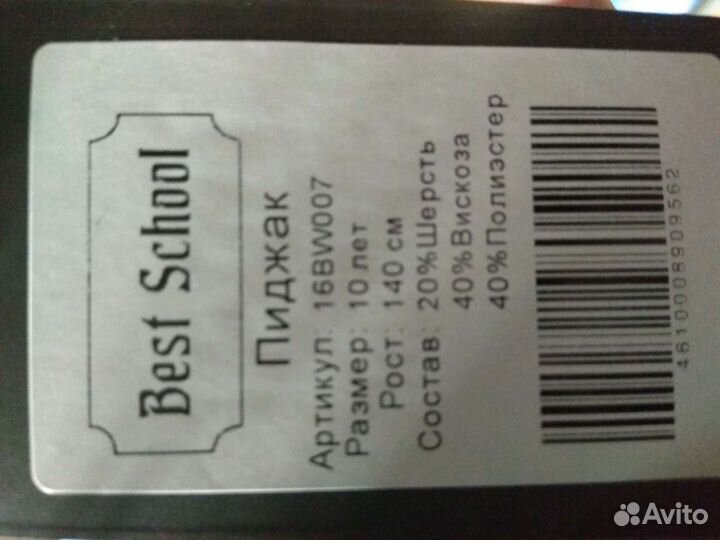 Best School
Пиджак
Артикул: 16BW007
Размер: 10 лет
Рост: 140 см
Состав: 20%Шерсть
40%Вискоза
40%Полиэстер
4610008909562
Avito